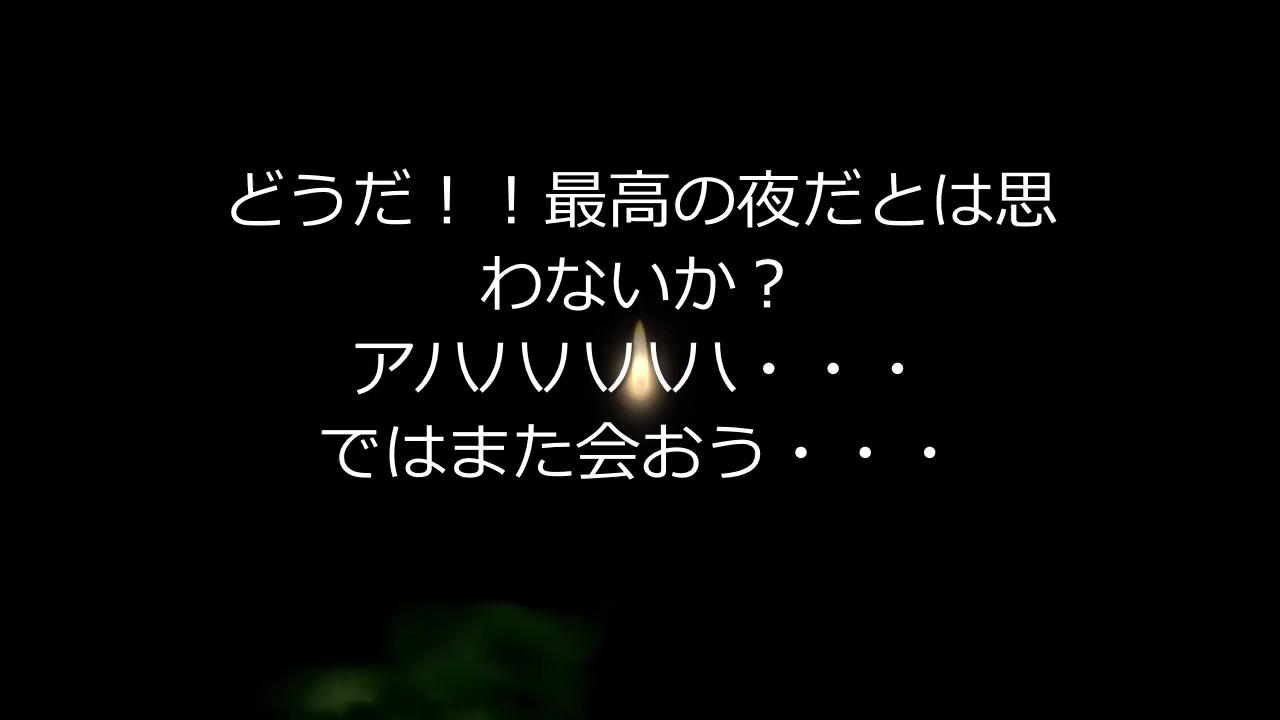 どうだ！！最高の夜だとは思
わないか？
アハハハハハ・・・
ではまた会おう・・・